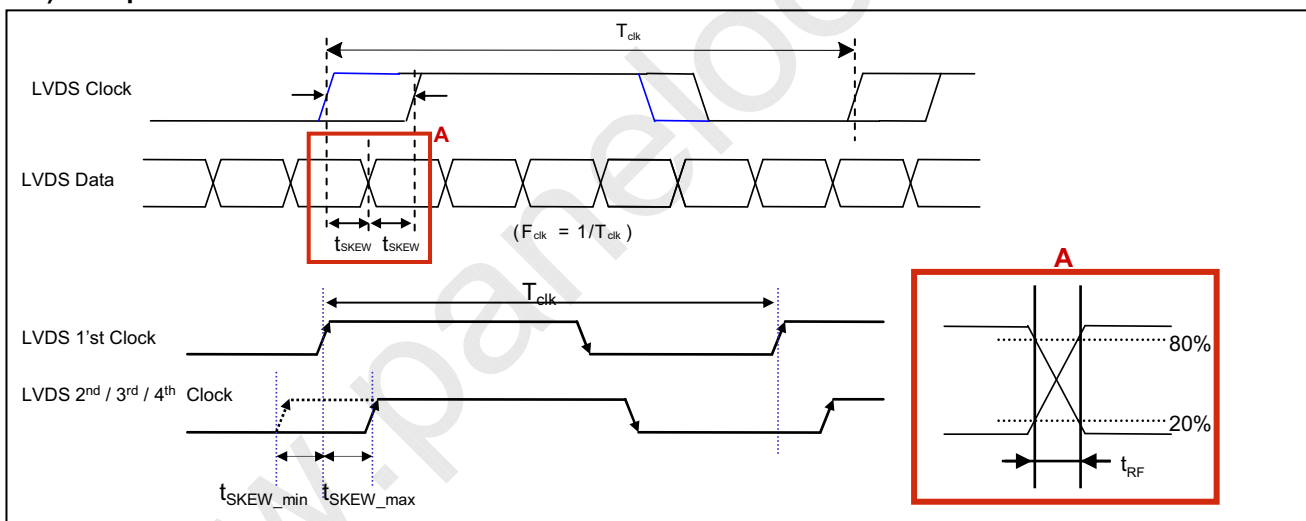 Tclk
LVDS Clock
A
LVDS Data
tSKEW tSKEW
( Fclk = 1/Tclk )
A
Tclk
LVDS 1'st Clock
80%
LVDS 2nd / 3rd / 4th Clock
20%
tRF
tSKEW_min tSKEW_max